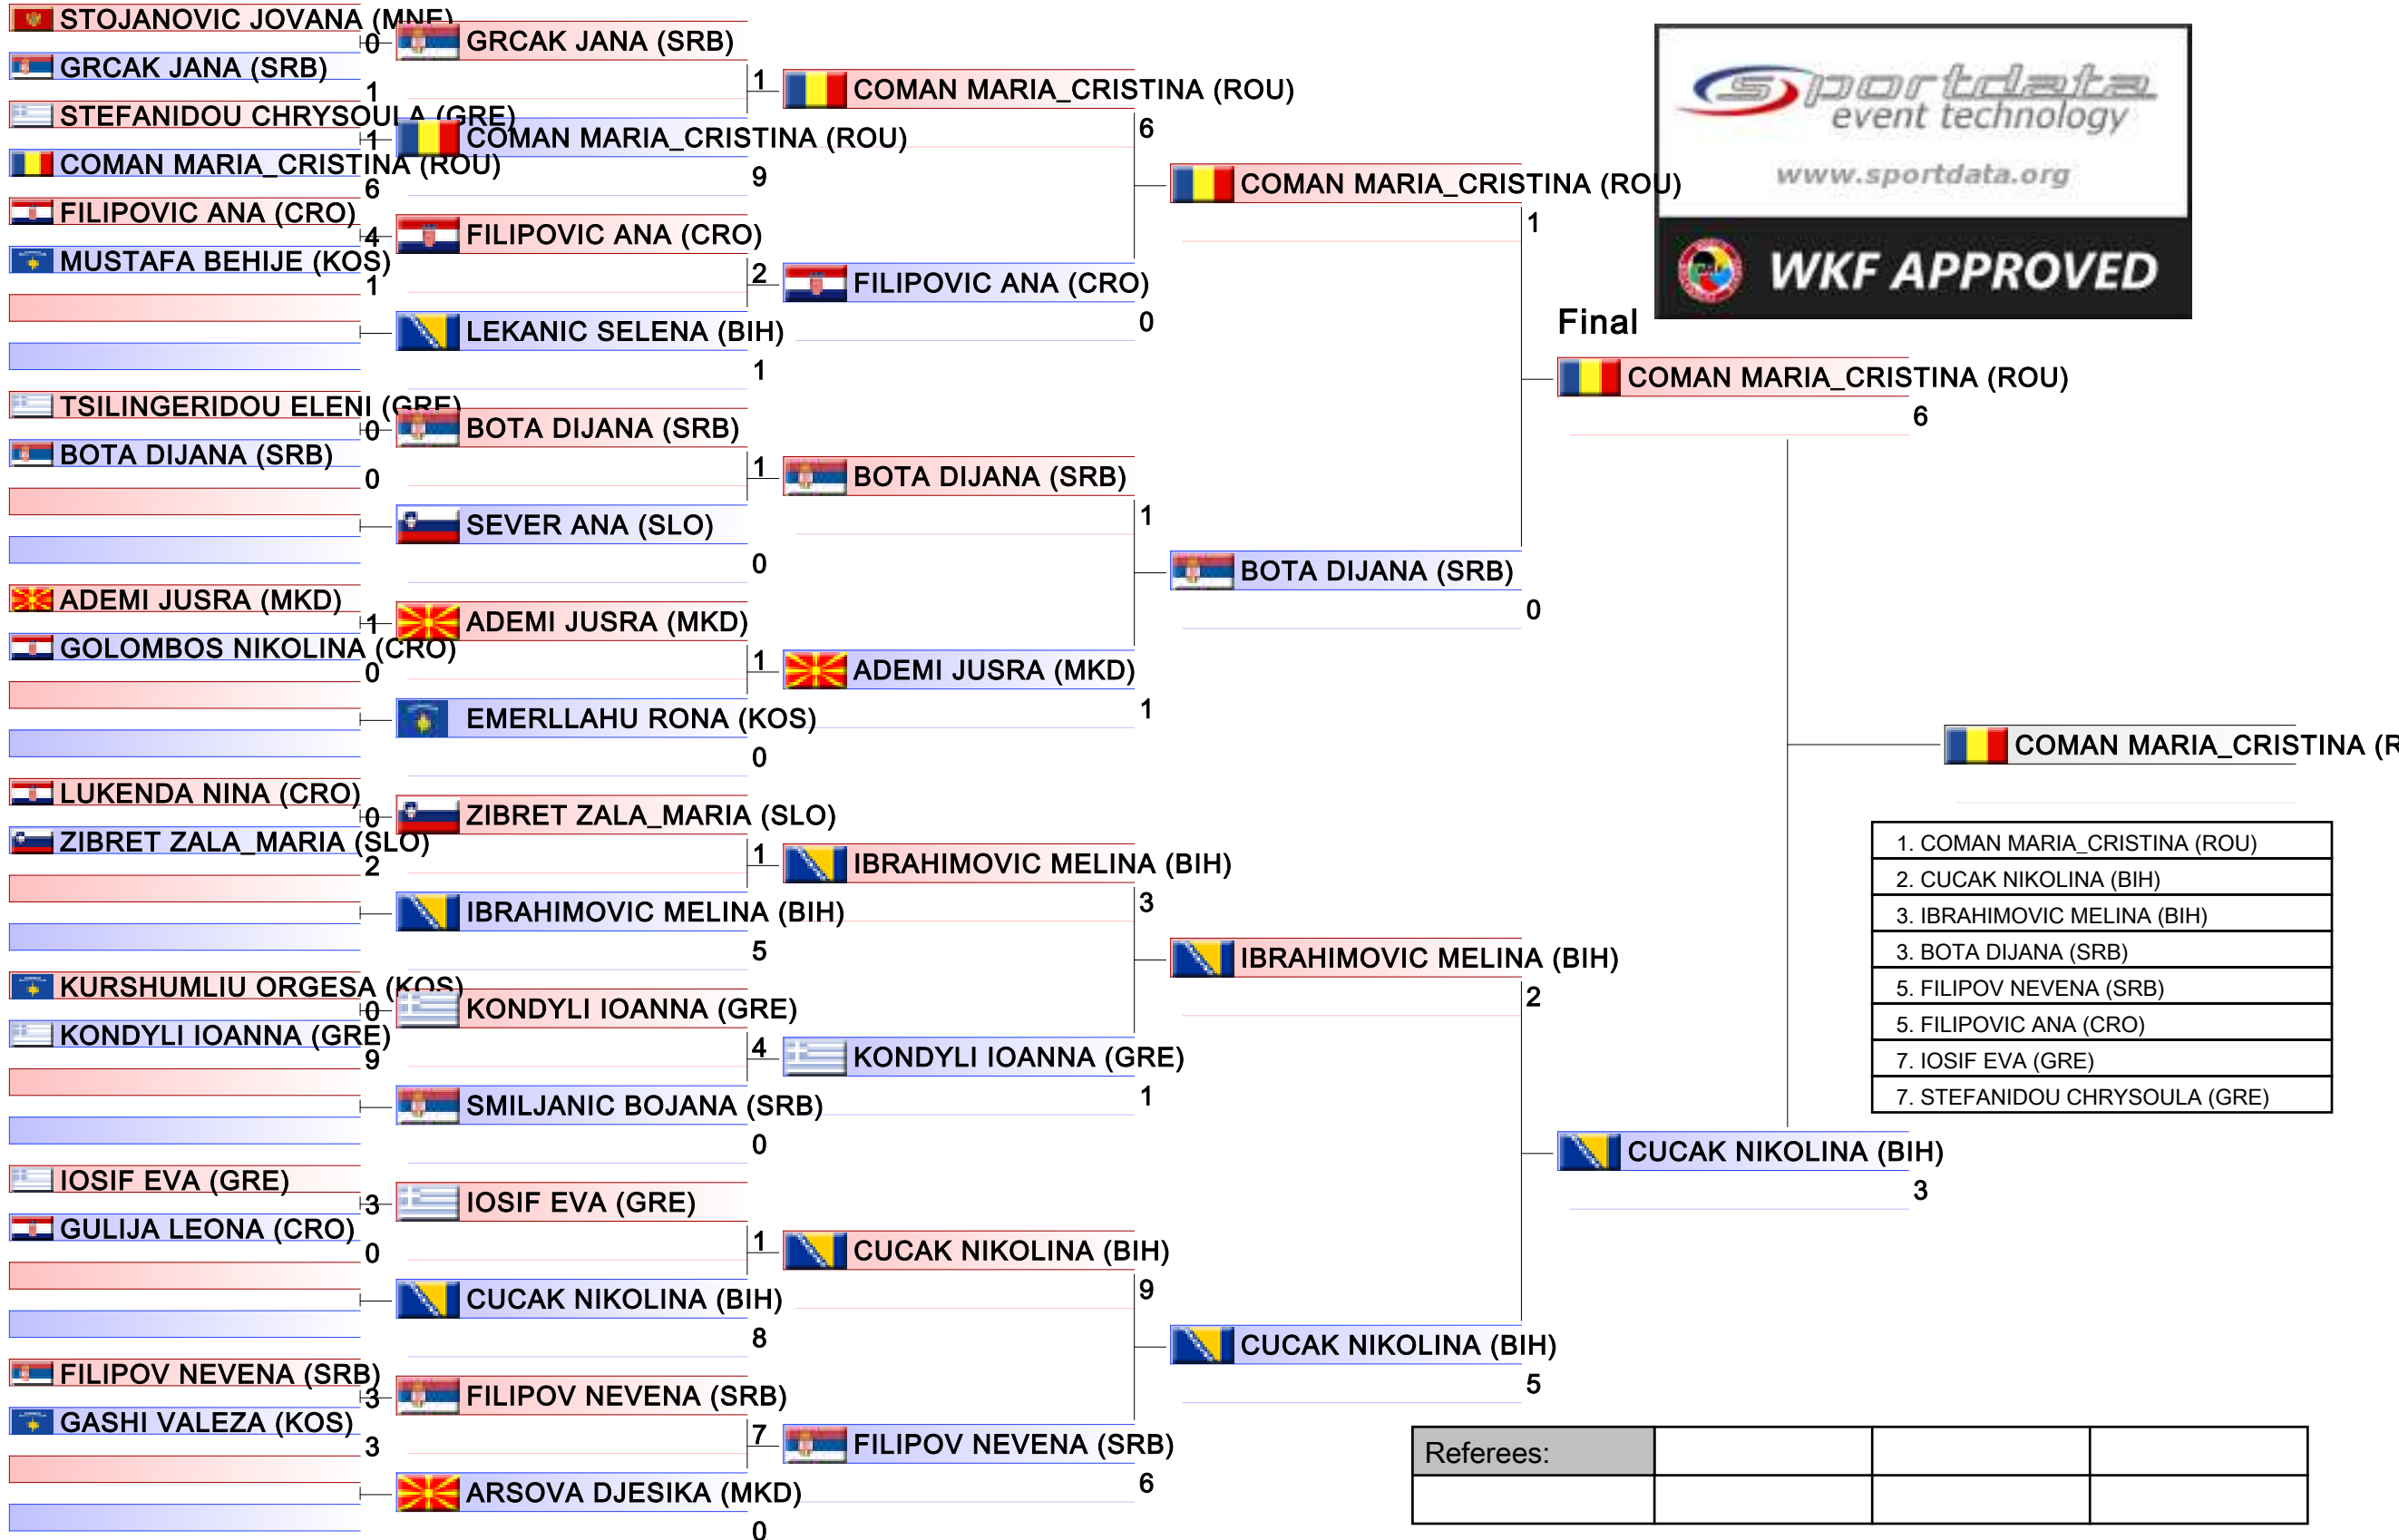 STOJANOVIC JOVANA (MNE)
0
GRCAK JANA (SRB)
1
STEFANIDOU CHRYSOULA (GRE)
1
COMAN MARIA_CRISTINA (ROU)
6
FILIPOVIC ANA (CRO)
4
MUSTAFA BEHIJE (KOS)
1
TSILINGERIDOU ELENI (GRE)
0
BOTA DIJANA (SRB)
0
ADEMI JUSRA (MKD)
1
GOLOMBOS NIKOLINA (CRO)
0
LUKENDA NINA (CRO)
0
ZIBRET ZALA_MARIA (SLO)
2
KURSHUMLIU ORGESA (KOS)
0
KONDYLI IOANNA (GRE)
9
IOSIF EVA (GRE)
3
GULIJA LEONA (CRO)
0
FILIPOV NEVENA (SRB)
3
GASHI VALEZA (KOS)
3
GRCAK JANA (SRB)
1
COMAN MARIA_CRISTINA (ROU)
9
FILIPOVIC ANA (CRO)
2
LEKANIC SELENA (BIH)
1
BOTA DIJANA (SRB)
1
SEVER ANA (SLO)
0
ADEMI JUSRA (MKD)
1
EMERLLAHU RONA (KOS)
0
ZIBRET ZALA_MARIA (SLO)
1
IBRAHIMOVIC MELINA (BIH)
5
KONDYLI IOANNA (GRE)
4
SMILJANIC BOJANA (SRB)
0
IOSIF EVA (GRE)
1
CUCAK NIKOLINA (BIH)
8
FILIPOV NEVENA (SRB)
7
ARSOVA DJESIKA (MKD)
0
COMAN MARIA_CRISTINA (ROU)
6
FILIPOVIC ANA (CRO)
0
BOTA DIJANA (SRB)
1
ADEMI JUSRA (MKD)
1
IBRAHIMOVIC MELINA (BIH)
3
KONDYLI IOANNA (GRE)
1
CUCAK NIKOLINA (BIH)
9
FILIPOV NEVENA (SRB)
6
COMAN MARIA_CRISTINA (ROU)
1
BOTA DIJANA (SRB)
0
IBRAHIMOVIC MELINA (BIH)
2
CUCAK NIKOLINA (BIH)
5
sportdata
event technology
www.sportdata.org
WKF APPROVED
Final
COMAN MARIA_CRISTINA (ROU)
6
CUCAK NIKOLINA (BIH)
3
COMAN MARIA_CRISTINA (R
1. COMAN MARIA_CRISTINA (ROU)
2. CUCAK NIKOLINA (BIH)
3. IBRAHIMOVIC MELINA (BIH)
3. BOTA DIJANA (SRB)
5. FILIPOV NEVENA (SRB)
5. FILIPOVIC ANA (CRO)
7. IOSIF EVA (GRE)
7. STEFANIDOU CHRYSOULA (GRE)
Referees: